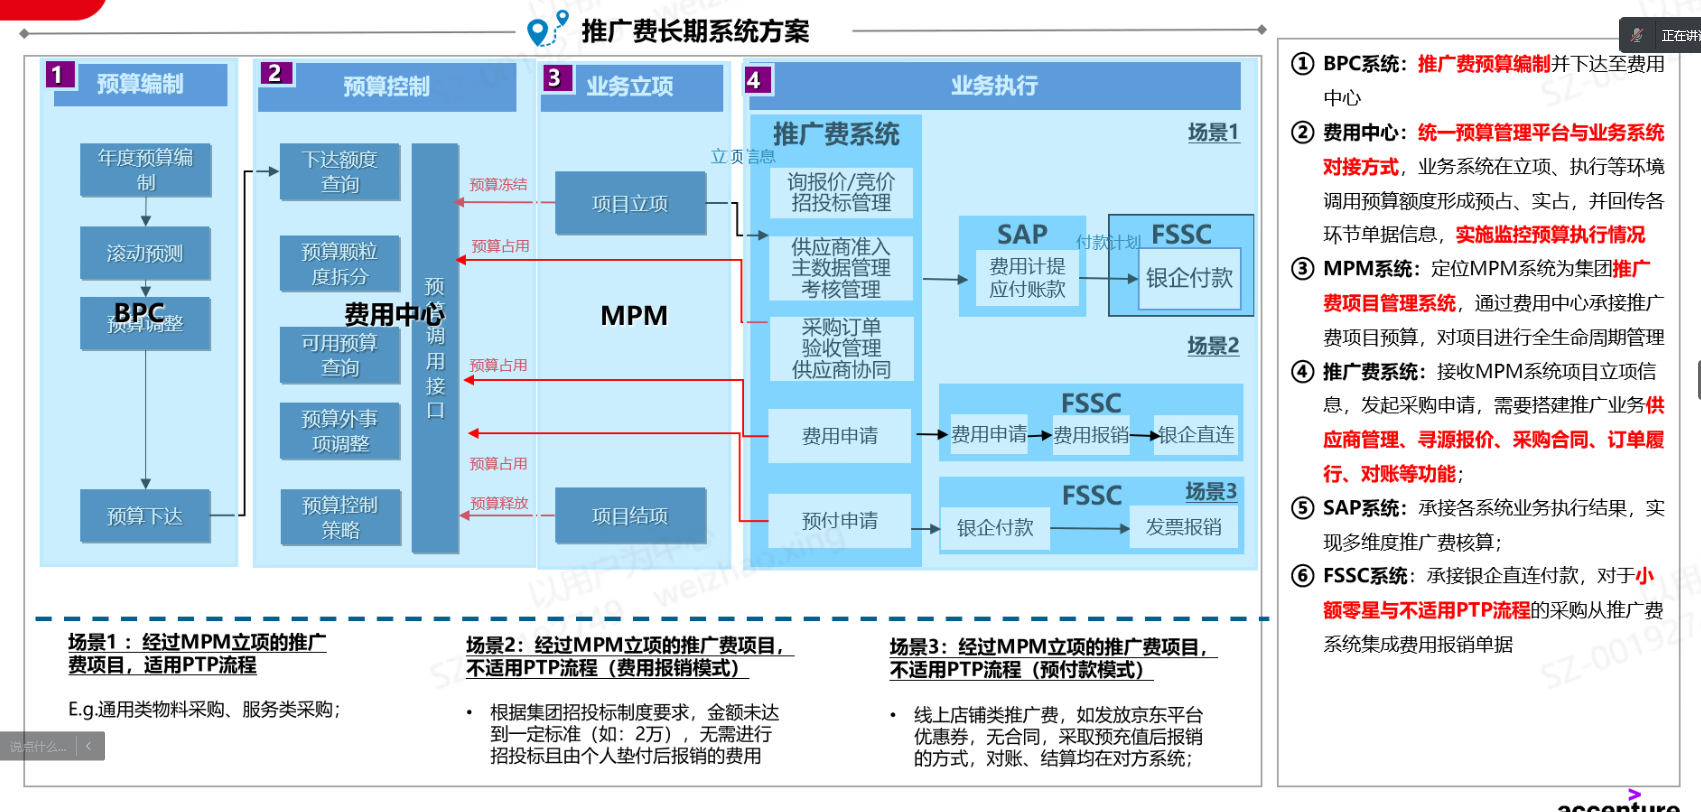 推广费长期系统方案
正在讲
1
预算编制
年度预算编
制
滚动预测
BPC
预算调整
预算下达
2
预算控制
下达额度
查询
预算颗粒
度拆分
费用中心
可用预算
查询
预算外事
项调整
预算控制
策略
预
算
调
用
接
口
预算冻结
预算占用
预算占用
预算占用
预算释放
3
业务立项
立项信息
项目立项
MPM
项目结项
4
业务执行
推广费系统
询报价/竞价
招投标管理
供应商准入
主数据管理
考核管理
采购订单
验收管理
供应商协同
费用申请
预付申请
场景1
SAP
费用计提
应付账款
付款计划
FSSC
银企付款
场景2
FSSC
费用申请
费用报销
银企直连
FSSC
场景3
银企付款
发票报销
场景1：经过MPM立项的推广
费项目，适用PTP流程
E.g.通用类物料采购、服务类采购；
场景2：经过MPM立项的推广费项目，
不适用PTP流程（费用报销模式）
• 根据集团招投标制度要求，金额未达
到一定标准（如：2万），无需进行
招投标且由个人垫付后报销的费用
场景3：经过MPM立项的推广费项目，
不适用PTP流程（预付款模式）
• 线上店铺类推广费，如发放京东平台
优惠券，无合同，采取预充值后报销
的方式，对账、结算均在对方系统；
① BPC系统：推广费预算编制并下达至费用
中心
② 费用中心：统一预算管理平台与业务系统
对接方式，业务系统在立项、执行等环境
调用预算额度形成预占、实占，并回传各
环节单据信息，实施监控预算执行情况
③ MPM系统：定位MPM系统为集团推广
费项目管理系统，通过费用中心承接推广
费项目预算，对项目进行全生命周期管理
④ 推广费系统：接收MPM系统项目立项信
息，发起采购申请，需要搭建推广业务供
应商管理、寻源报价、采购合同、订单履
行、对账等功能；
⑤ SAP系统：承接各系统业务执行结果，实
现多维度推广费核算；
⑥ FSSC系统：承接银企直连付款，对于小
额零星与不适用PTP流程的采购从推广费
系统集成费用报销单据
说点什么...
以用户为中心
weizhao.xing
accenture